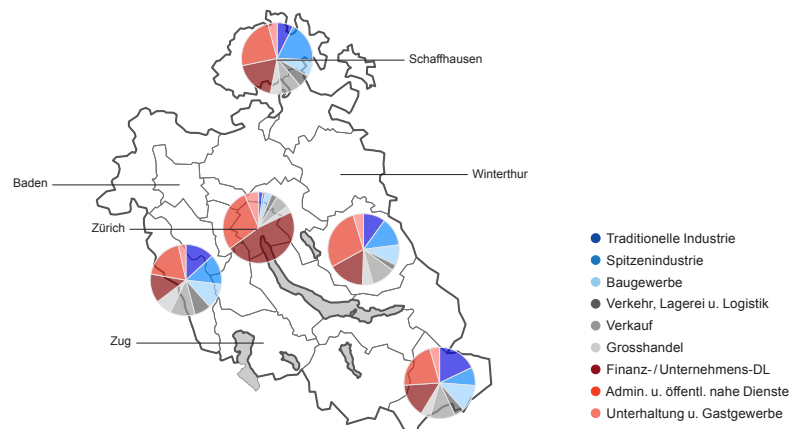 Schaffhausen
Winterthur
Baden
Zürich
Zug
Traditionelle Industrie
Spitzenindustrie
Baugewerbe
Verkehr, Lagerei u. Logistik
Verkauf
Grosshandel
Finanz-/Unternehmens-DL
Admin. u. öffentl. nahe Dienste
Unterhaltung u. Gastgewerbe